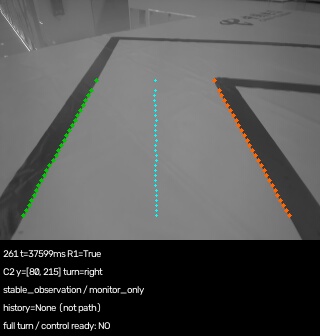 261 t=37599ms R1=True
C2 y=[80, 215] turn=right
stable_observation / monitor_only
history=None (not path)
full turn / control ready: NO